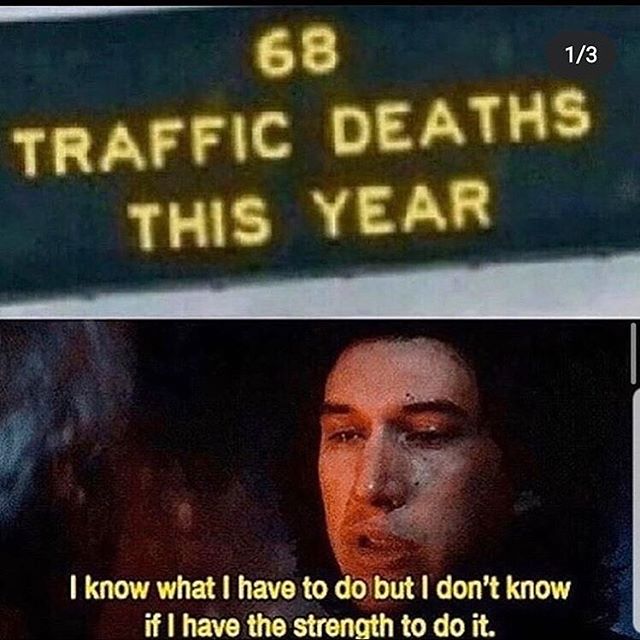 1/3
68
TRAFFIC DEATHS
THIS YEAR
I know what I have to do but I don't know
if I have the strength to do it.